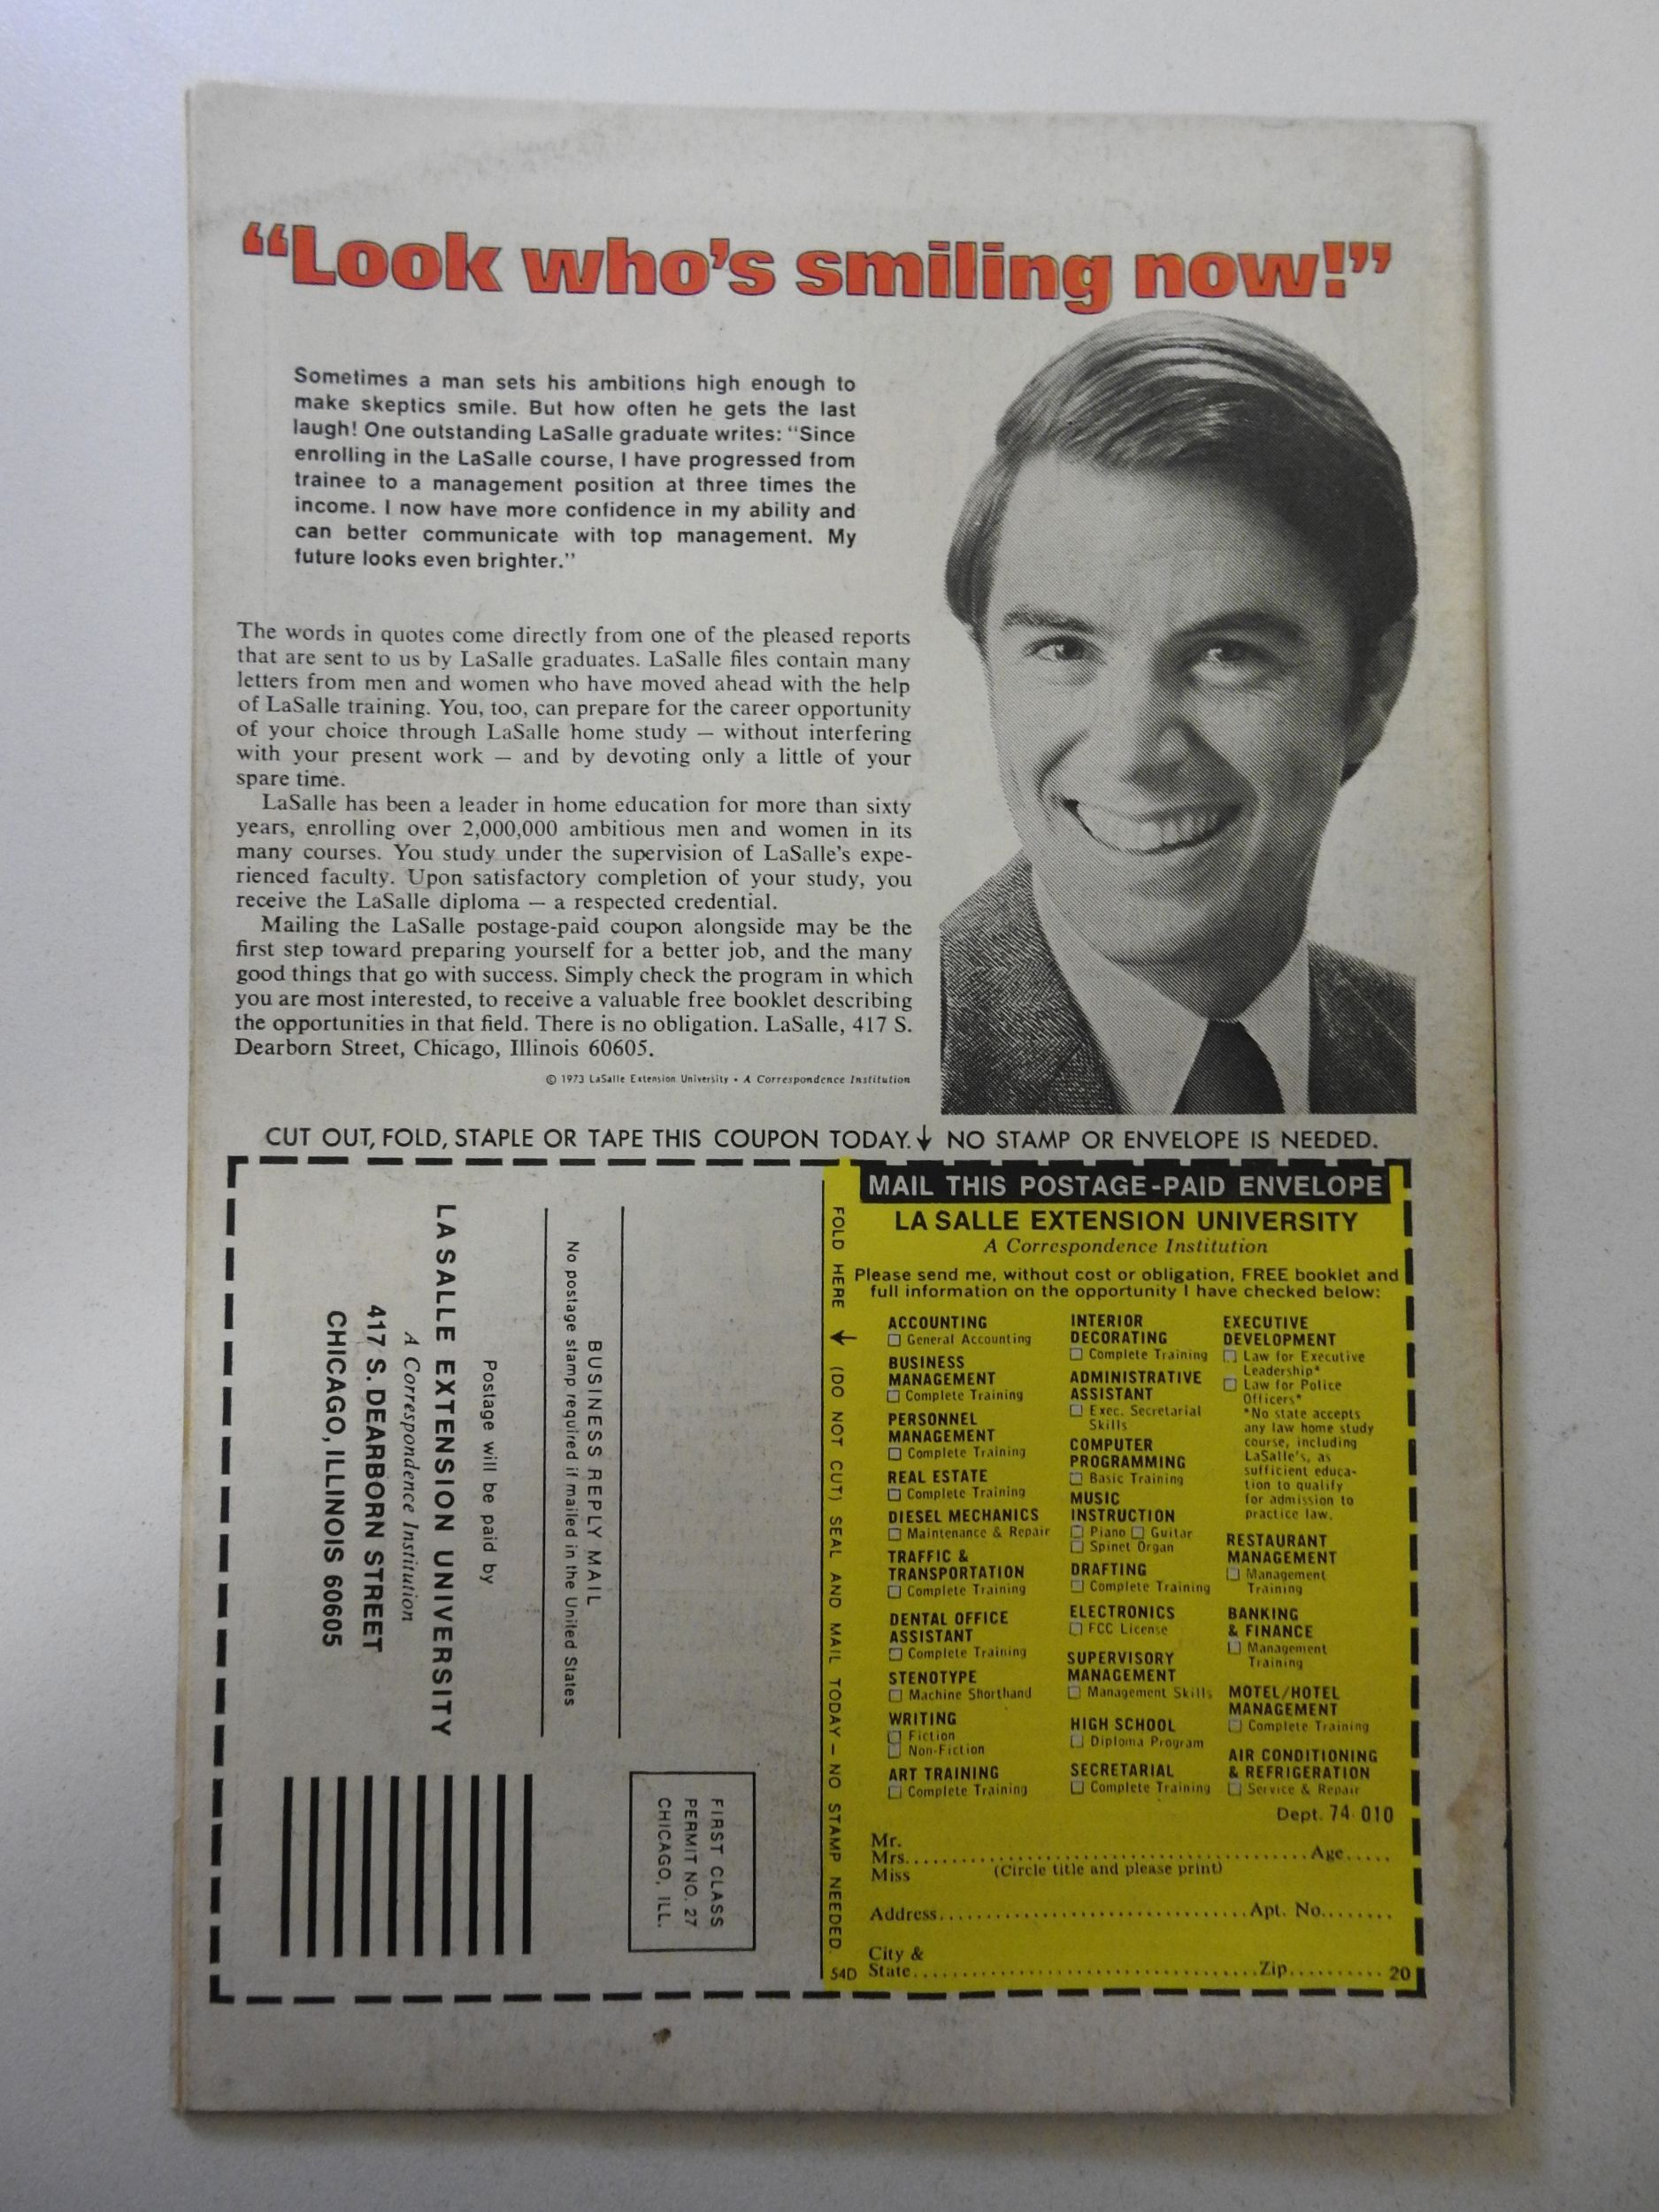 “Look who’s smiling now!”
Sometimes a man sets his ambitions high enough to
make skeptics smile. But how often he gets the last
laugh! One outstanding LaSalle graduate writes: “Since
enrolling in the LaSalle course, I have progressed from
trainee to a management position at three times the
income. I now have more confidence in my ability and
can better communicate with top management. My
future looks even brighter.”
The words in quotes come directly from one of the pleased reports
that are sent to us by LaSalle graduates. LaSalle files contain many
letters from men and women who have moved ahead with the help
of LaSalle training. You, too, can prepare for the career opportunity
of your choice through LaSalle home study — without interfering
with your present work — and by devoting only a little of your
spare time.
LaSalle has been a leader in home education for more than sixty
years, enrolling over 2,000,000 ambitious men and women in its
many courses. You study under the supervision of LaSalle’s expe-
rienced faculty. Upon satisfactory completion of your study, you
receive the LaSalle diploma — a respected credential.
Mailing the LaSalle postage-paid coupon alongside may be the
first step toward preparing yourself for a better job, and the many
good things that go with success. Simply check the program in which
you are most interested, to receive a valuable free booklet describing
the opportunities in that field. There is no obligation. LaSalle, 417 S.
Dearborn Street, Chicago, Illinois 60605.
© 1973 LaSalle Extension University • A Correspondence Institution
CUT OUT, FOLD, STAPLE OR TAPE THIS COUPON TODAY.↓ NO STAMP OR ENVELOPE IS NEEDED.
FIRST CLASS
PERMIT NO. 27
CHICAGO, ILL.
BUSINESS REPLY MAIL
No postage stamp required if mailed in the United States
Postage will be paid by
LA SALLE EXTENSION UNIVERSITY
A Correspondence Institution
417 S. DEARBORN STREET
CHICAGO, ILLINOIS 60605
FOLD HERE ↓ (DO NOT CUT) SEAL AND MAIL TODAY – NO STAMP NEEDED.
54D
MAIL THIS POSTAGE-PAID ENVELOPE
LA SALLE EXTENSION UNIVERSITY
A Correspondence Institution
Please send me, without cost or obligation, FREE booklet and
full information on the opportunity I have checked below:
ACCOUNTING
□ General Accounting
BUSINESS
MANAGEMENT
□ Complete Training
PERSONNEL
MANAGEMENT
□ Complete Training
REAL ESTATE
□ Complete Training
DIESEL MECHANICS
□ Maintenance & Repair
TRAFFIC &
TRANSPORTATION
□ Complete Training
DENTAL OFFICE
ASSISTANT
□ Complete Training
STENOTYPE
□ Machine Shorthand
WRITING
□ Fiction
□ Non-Fiction
ART TRAINING
□ Complete Training
INTERIOR
DECORATING
□ Complete Training
ADMINISTRATIVE
ASSISTANT
□ Exec. Secretarial
Skills
COMPUTER
PROGRAMMING
□ Basic Training
MUSIC
INSTRUCTION
□ Piano □ Guitar
□ Spinet Organ
DRAFTING
□ Complete Training
ELECTRONICS
□ FCC License
SUPERVISORY
MANAGEMENT
□ Management Skills
HIGH SCHOOL
□ Diploma Program
SECRETARIAL
□ Complete Training
EXECUTIVE
DEVELOPMENT
□ Law for Executive
Leadership*
□ Law for Police
Officers*
*No state accepts
any law home study
course, including
LaSalle’s, as
sufficient educa-
tion to qualify
for admission to
practice law.
RESTAURANT
MANAGEMENT
□ Management
Training
BANKING
& FINANCE
□ Management
Training
MOTEL/HOTEL
MANAGEMENT
□ Complete Training
AIR CONDITIONING
& REFRIGERATION
□ Service & Repair
Dept. 74-010
Mr.
Mrs. ........................................ Age......
Miss (Circle title and please print)
Address................................. Apt. No........
City &
State..................................... Zip.......... 20